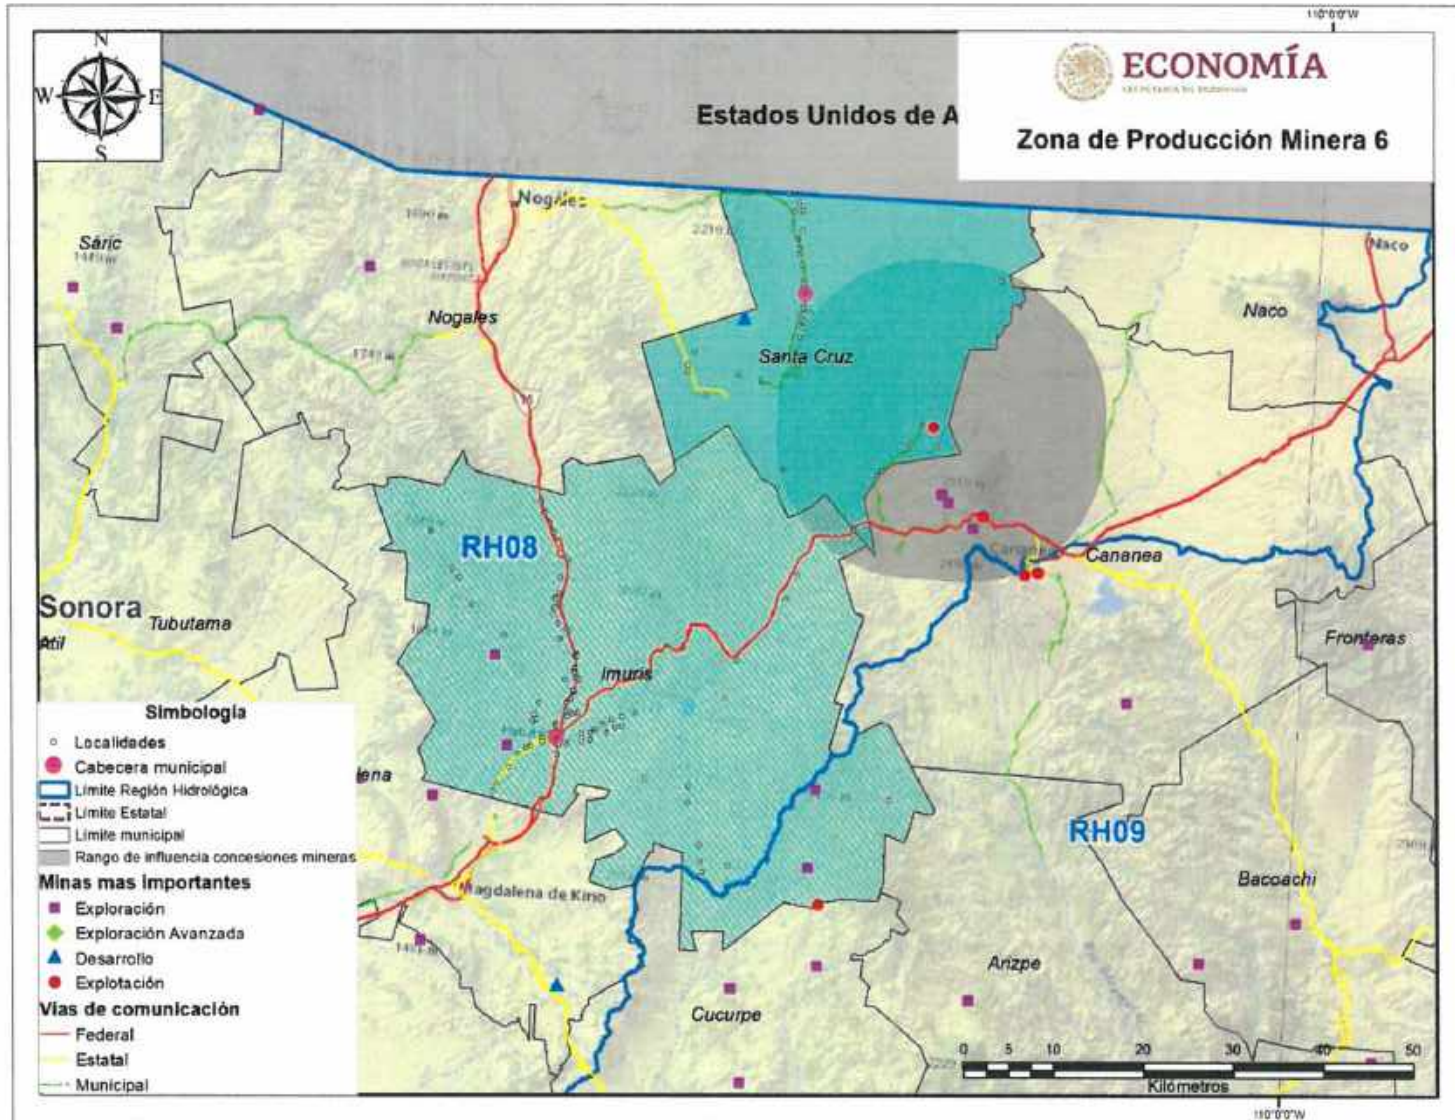 110°0'0"W
N
W
E
S
ECONOMÍA
Estados Unidos de A
Zona de Producción Minera 6
Nogales
Naco
Sáric
Naco
Nogales
Santa Cruz
RH08
Cananea
Sonora
Tubutama
Fronteras
Imuris
Simbología
Localidades
Cabecera municipal
Límite Región Hidrológica
Límite Estatal
Límite municipal
Rango de influencia concesiones mineras
Minas mas importantes
Exploración
Exploración Avanzada
Desarrollo
Explotación
Vías de comunicación
Federal
Estatal
Municipal
lena
RH09
Magdalena de Kino
Bacoachi
Arizpe
Cucurpe
0 5 10 20 30 40 50
Kilómetros
110°0'0"W